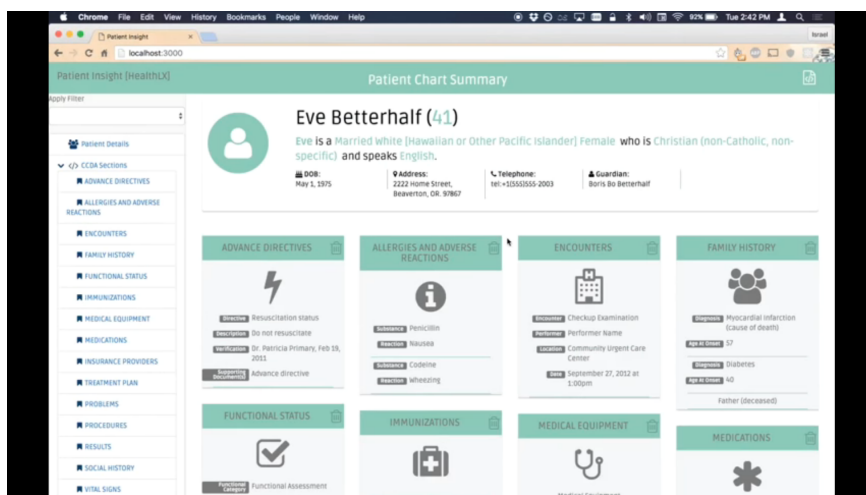 Chrome File Edit View History Bookmarks People Window Help
92% Tue 2:42 PM
Patient Insight
Israel
localhost:3000
Patient Insight [HealthLX]
Patient Chart Summary
Apply Filter
Patient Details
</> CCDA Sections
ADVANCE DIRECTIVES
ALLERGIES AND ADVERSE
REACTIONS
ENCOUNTERS
FAMILY HISTORY
FUNCTIONAL STATUS
IMMUNIZATIONS
MEDICAL EQUIPMENT
MEDICATIONS
INSURANCE PROVIDERS
TREATMENT PLAN
PROBLEMS
PROCEDURES
RESULTS
SOCIAL HISTORY
VITAL SIGNS
Eve Betterhalf (41)
Eve is a Married White [Hawaiian or Other Pacific Islander] Female who is Christian (non-Catholic, non-
specific) and speaks English.
DOB:
May 1, 1975
Address:
2222 Home Street,
Beaverton, OR. 97867
Telephone:
tel:+1(555)555-2003
Guardian:
Boris Bo Betterhalf
ADVANCE DIRECTIVES
Directive Resuscitation status
Description Do not resuscitate
Verification Dr. Patricia Primary, Feb 19,
2011
Supporting
Document(s) Advance directive
ALLERGIES AND ADVERSE
REACTIONS
Substance Penicillin
Reaction Nausea
Substance Codeine
Reaction Wheezing
ENCOUNTERS
Encounter Checkup Examination
Performer Performer Name
Location Community Urgent Care
Center
Date September 27, 2012 at
1:00pm
FAMILY HISTORY
Diagnosis Myocardial Infarction
(cause of death)
Age At Onset 57
Diagnosis Diabetes
Age At Onset 40
Father (deceased)
FUNCTIONAL STATUS
Functional
Category Functional Assessment
IMMUNIZATIONS
MEDICAL EQUIPMENT
Medical Equipment
MEDICATIONS